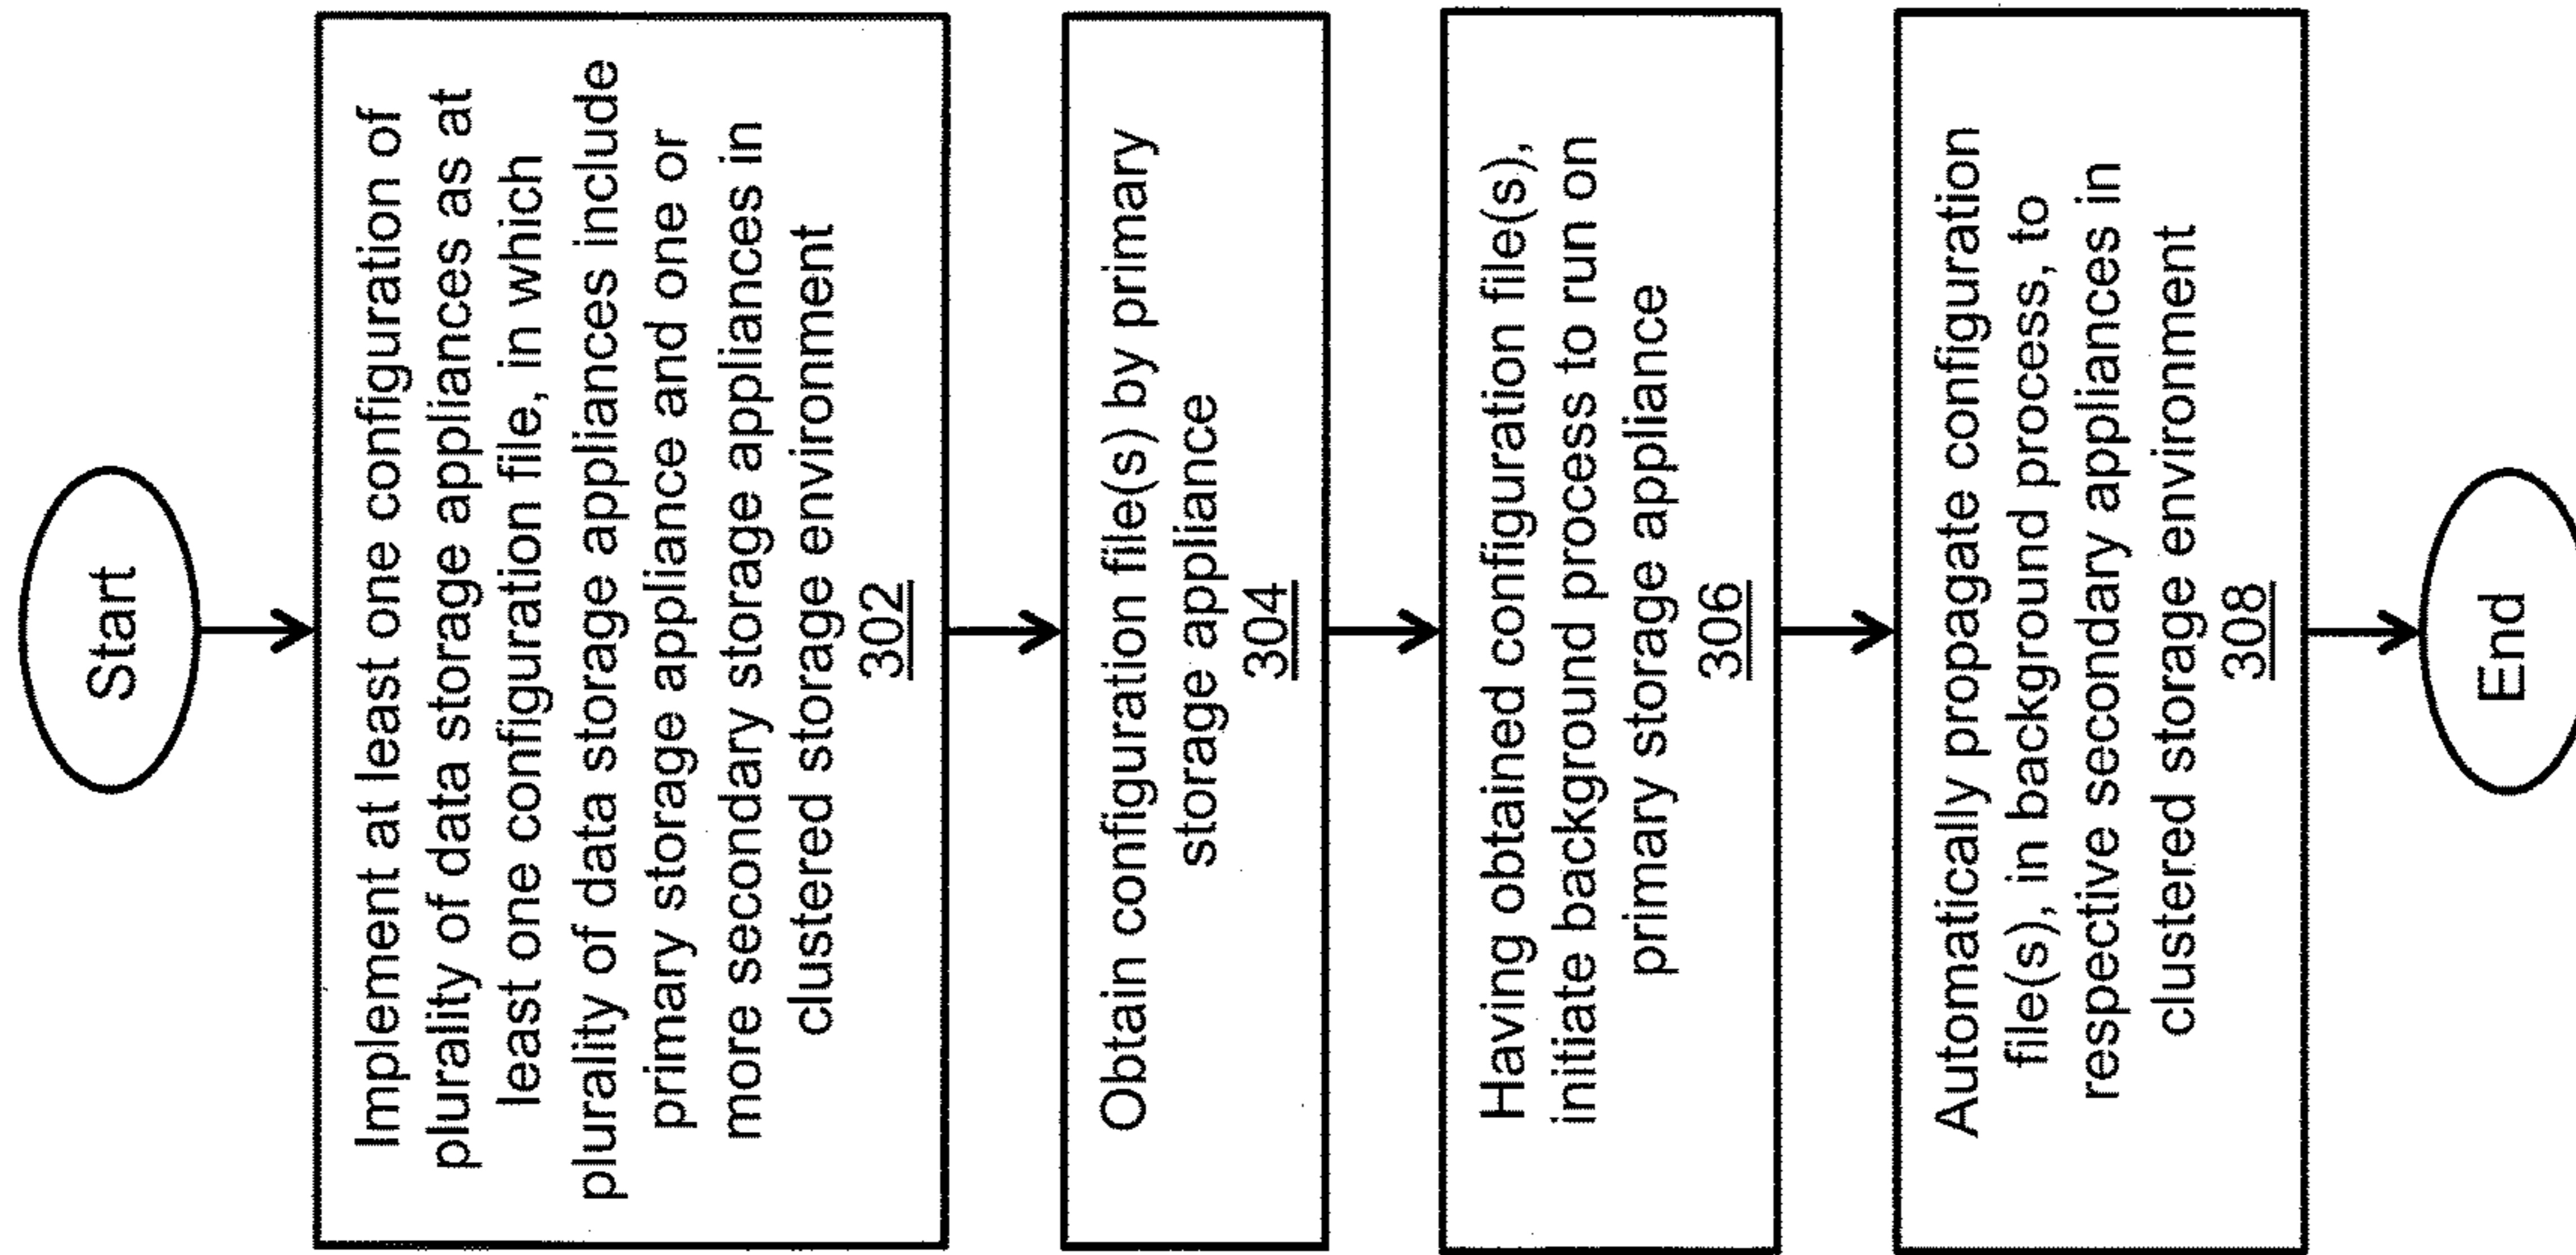 Start
Implement at least one configuration of
plurality of data storage appliances as at
least one configuration file, in which
plurality of data storage appliances include
primary storage appliance and one or
more secondary storage appliances in
clustered storage environment
302
Obtain configuration file(s) by primary
storage appliance
304
Having obtained configuration file(s),
initiate background process to run on
primary storage appliance
306
Automatically propagate configuration
file(s), in background process, to
respective secondary appliances in
clustered storage environment
308
End